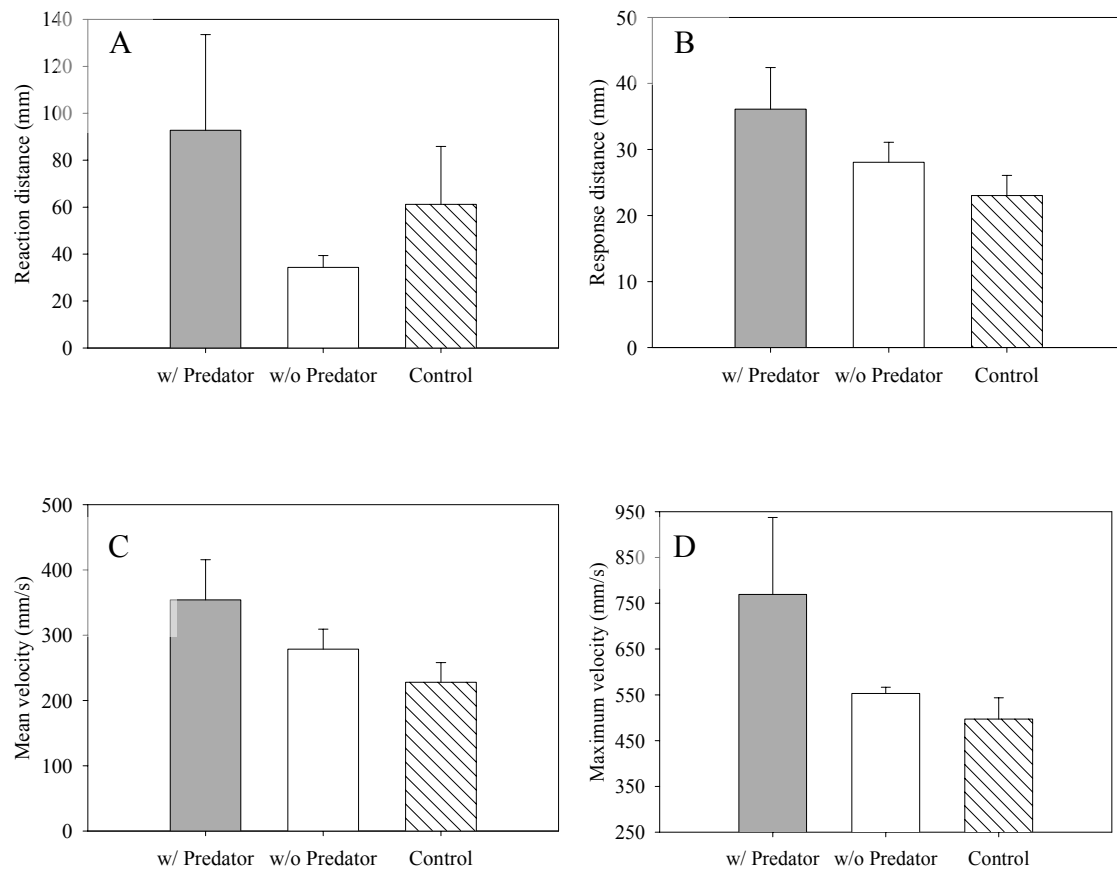 A
Reaction distance (mm)
140
120
100
80
60
40
20
0
w/ Predator w/o Predator Control
B
Response distance (mm)
50
40
30
20
10
0
w/ Predator w/o Predator Control
C
Mean velocity (mm/s)
500
400
300
200
100
0
w/ Predator w/o Predator Control
D
Maximum velocity (mm/s)
950
850
750
650
550
450
350
250
w/ Predator w/o Predator Control